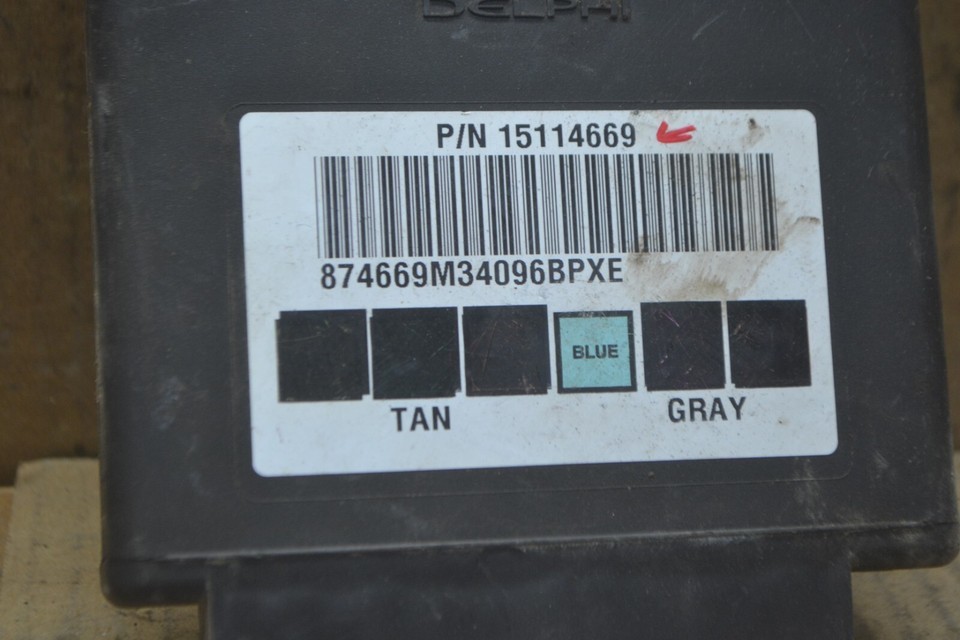 DELPHI
P/N 15114669
874669M34096BPXE
BLUE
TAN GRAY